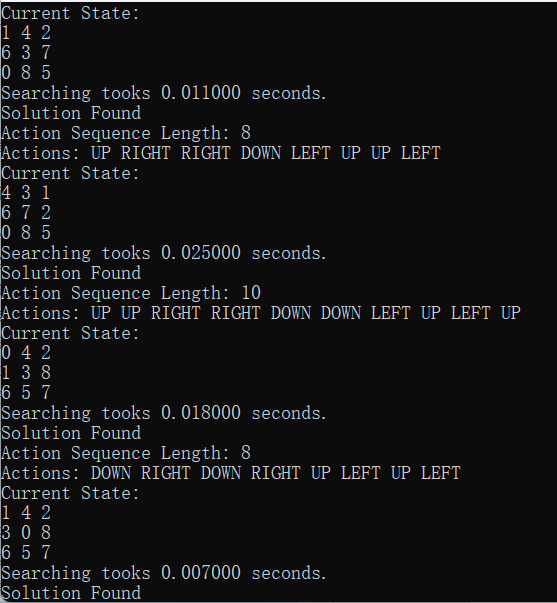 Current State:
1 4 2
6 3 7
0 8 5
Searching tooks 0.011000 seconds.
Solution Found
Action Sequence Length: 8
Actions: UP RIGHT RIGHT DOWN LEFT UP UP LEFT
Current State:
4 3 1
6 7 2
0 8 5
Searching tooks 0.025000 seconds.
Solution Found
Action Sequence Length: 10
Actions: UP UP RIGHT RIGHT DOWN DOWN LEFT UP LEFT UP
Current State:
0 4 2
1 3 8
6 5 7
Searching tooks 0.018000 seconds.
Solution Found
Action Sequence Length: 8
Actions: DOWN RIGHT DOWN RIGHT UP LEFT UP LEFT
Current State:
1 4 2
3 0 8
6 5 7
Searching tooks 0.007000 seconds.
Solution Found